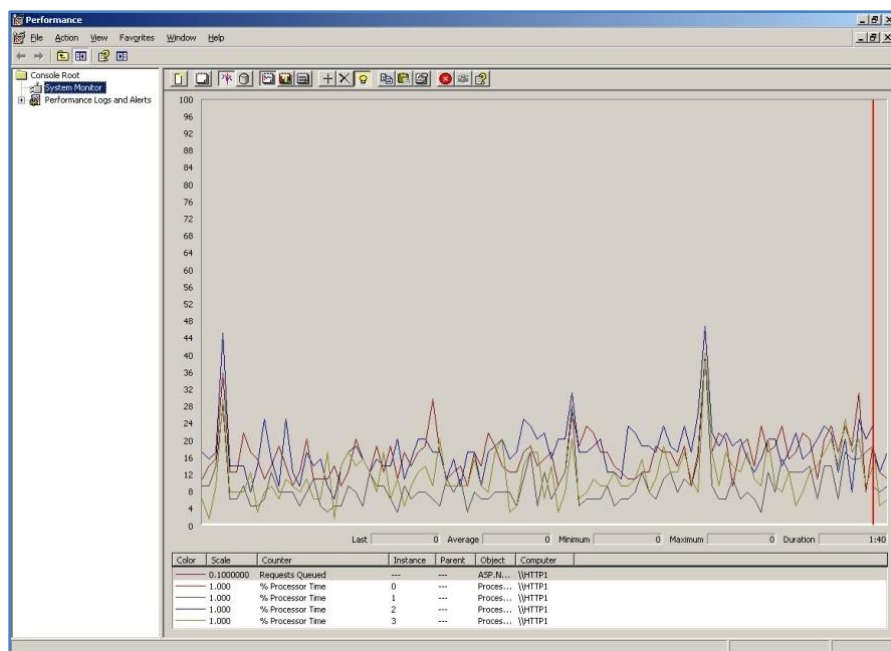 Performance
File Action View Favorites Window Help
Console Root
System Monitor
Performance Logs and Alerts
100
96
92
88
84
80
76
72
68
64
60
56
52
48
44
40
36
32
28
24
20
16
12
8
4
0
Last 0 Average 0 Minimum 0 Maximum 0 Duration 1:40
Color Scale Counter Instance Parent Object Computer
0.1000000 Requests Queued --- --- ASP.N... \\HTTP1
1.000 % Processor Time 0 --- Proces... \\HTTP1
1.000 % Processor Time 1 --- Proces... \\HTTP1
1.000 % Processor Time 2 --- Proces... \\HTTP1
1.000 % Processor Time 3 --- Proces... \\HTTP1